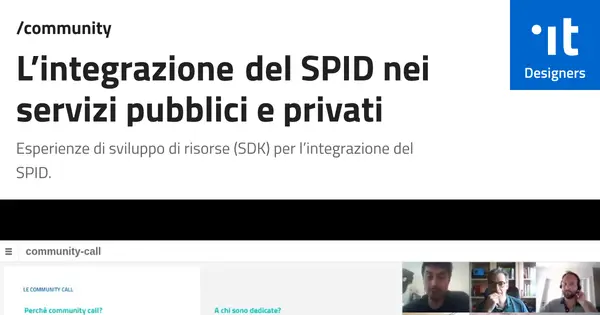 /community
L’integrazione del SPID nei
servizi pubblici e privati
Esperienze di sviluppo di risorse (SDK) per l’integrazione del
SPID.
·it
Designers
community-call
LE COMMUNITY CALL
Perchè community call?
A chi sono dedicate?